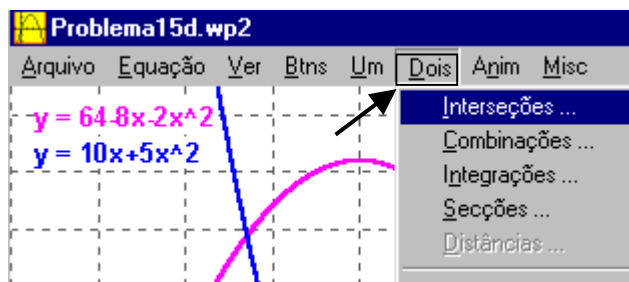 Problema15d.wp2
Arquivo Equação Ver Btns Um Dois Anim Misc
y = 64-8x-2x^2
y = 10x+5x^2
Interseções ...
Combinações ...
Integrações ...
Secções ...
Distâncias ...